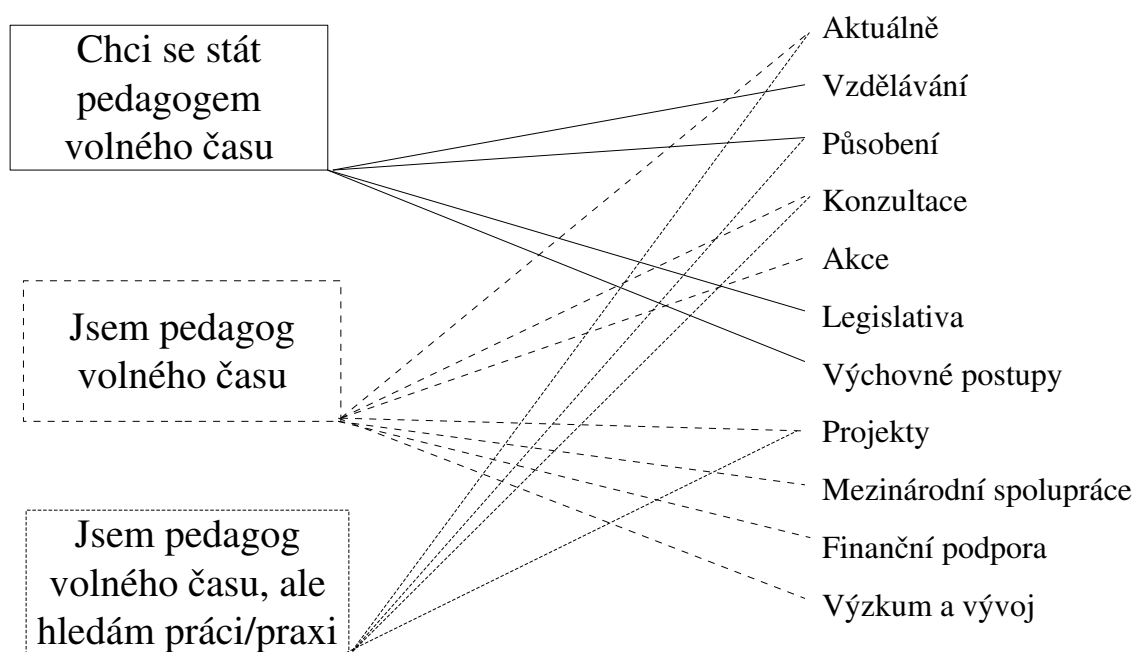 Chci se stát
pedagogem
volného času
Jsem pedagog
volného času
Jsem pedagog
volného času, ale
hledám práci/praxi
Aktuálně
Vzdělávání
Působení
Konzultace
Akce
Legislativa
Výchovné postupy
Projekty
Mezinárodní spolupráce
Finanční podpora
Výzkum a vývoj